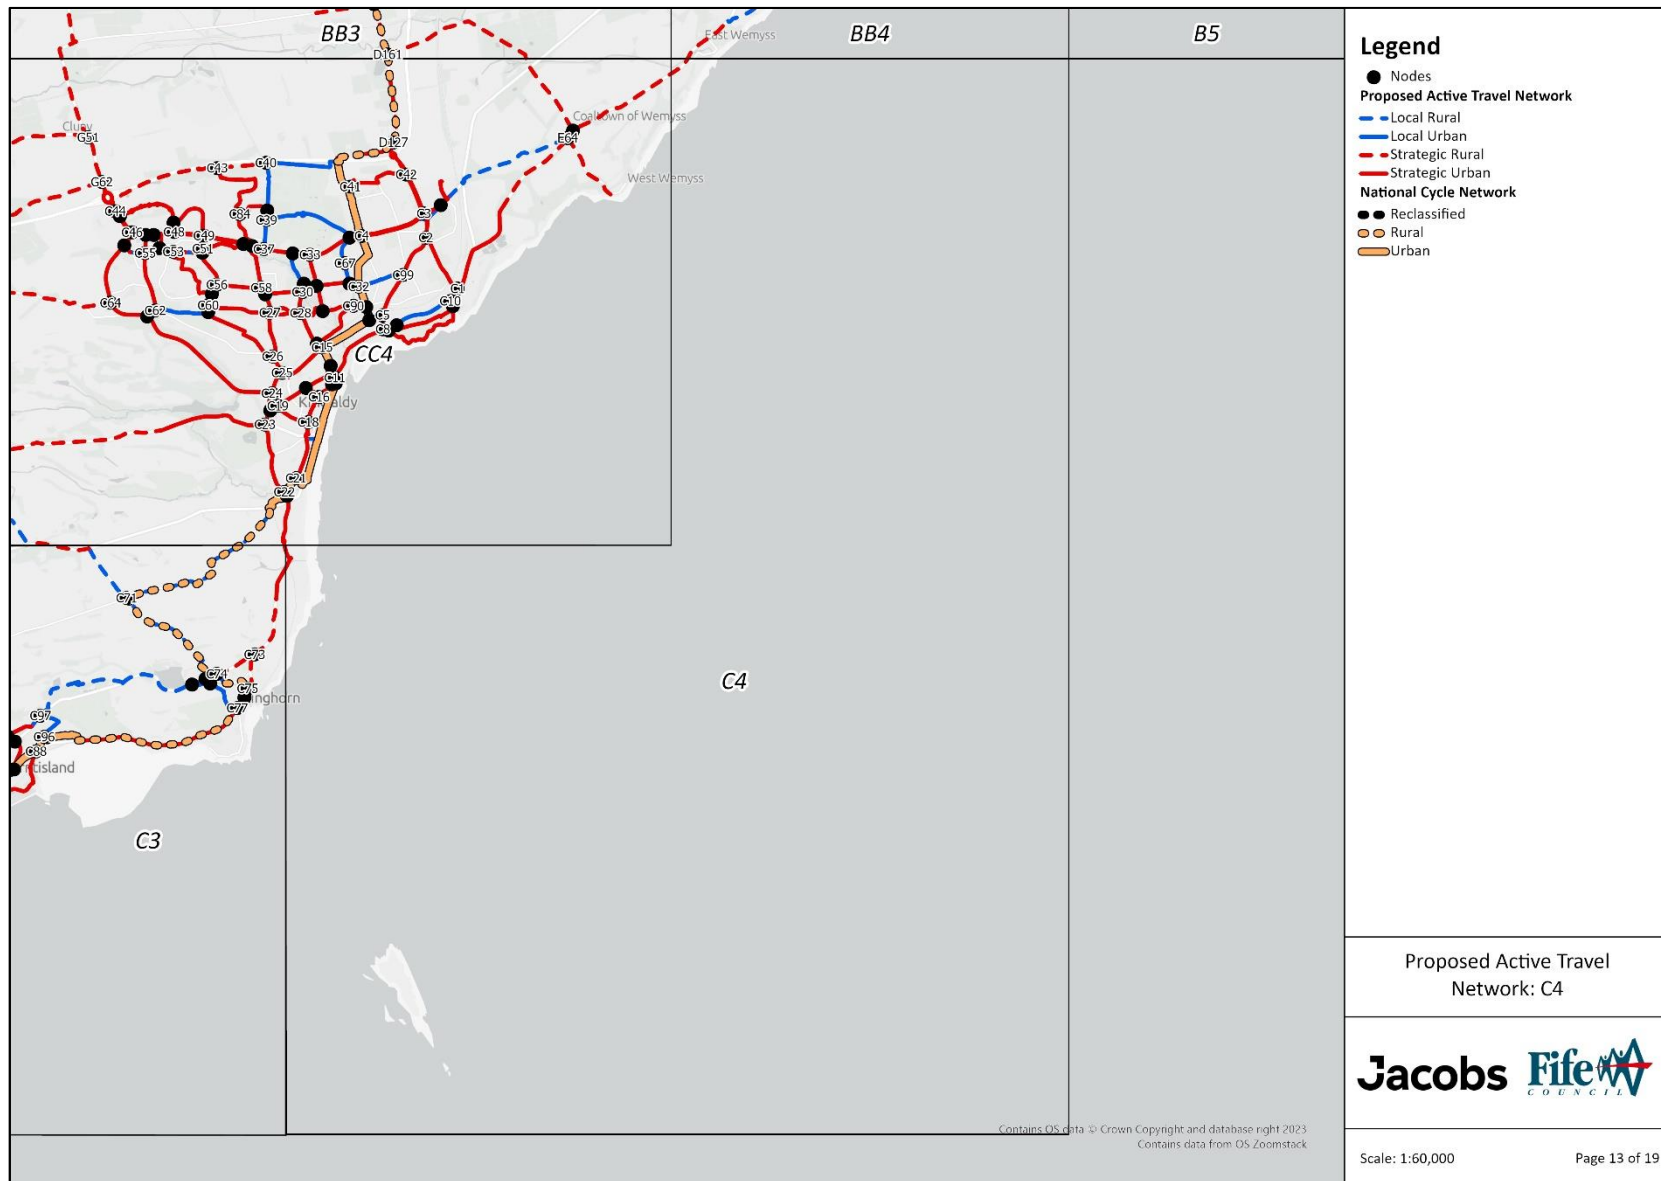 BB3
BB4
B5
East Wemyss
D161
Cluny
G51
Coaltown of Wemyss
E64
D127
C43
C40
C42
G62
C41
West Wemyss
C44
C84
C39
C3
C46
C48
C49
C4
C2
C55
C53
C51
C37
C33
C67
C99
C56
C58
C30
C32
C1
C64
C62
C60
C27
C28
C90
C5
C10
C8
C15
CC4
C26
C25
C11
C24
C16
C19
C18
C23
C21
C22
C71
C73
C74
C75
C77
C97
C96
C88
C4
C3
Contains OS data © Crown Copyright and database right 2023
Contains data from OS Zoomstack
Legend
Nodes
Proposed Active Travel Network
Local Rural
Local Urban
Strategic Rural
Strategic Urban
National Cycle Network
Reclassified
Rural
Urban
Proposed Active Travel
Network: C4
Jacobs
Fife
COUNCIL
Scale: 1:60,000
Page 13 of 19